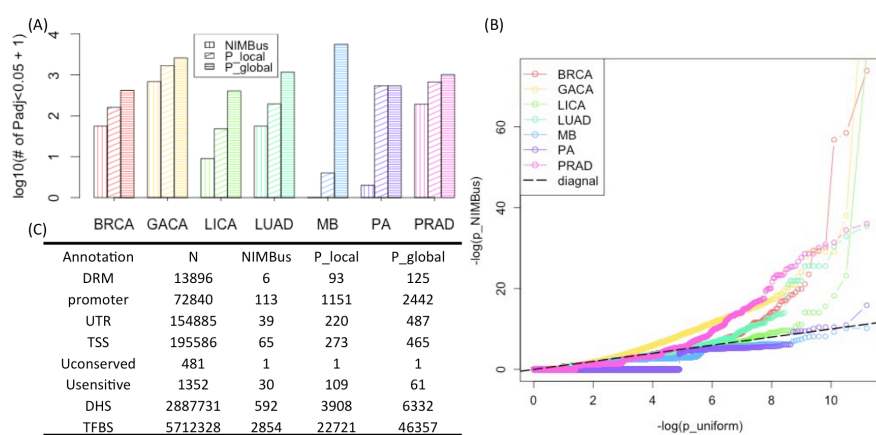 (A)
log10(# of Padj<0.05 + 1)
4
3
2
1
0
NIMBus
P_local
P_global
BRCA GACA LICA LUAD MB PA PRAD
(B)
-log(p_NIMBus)
60
40
20
0
BRCA
GACA
LICA
LUAD
MB
PA
PRAD
diagnal
0 2 4 6 8 10
-log(p_uniform)
(C)
Annotation N NIMBus P_local P_global
DRM 13896 6 93 125
promoter 72840 113 1151 2442
UTR 154885 39 220 487
TSS 195586 65 273 465
Uconserved 481 1 1 1
Usensitive 1352 30 109 61
DHS 2887731 592 3908 6332
TFBS 5712328 2854 22721 46357